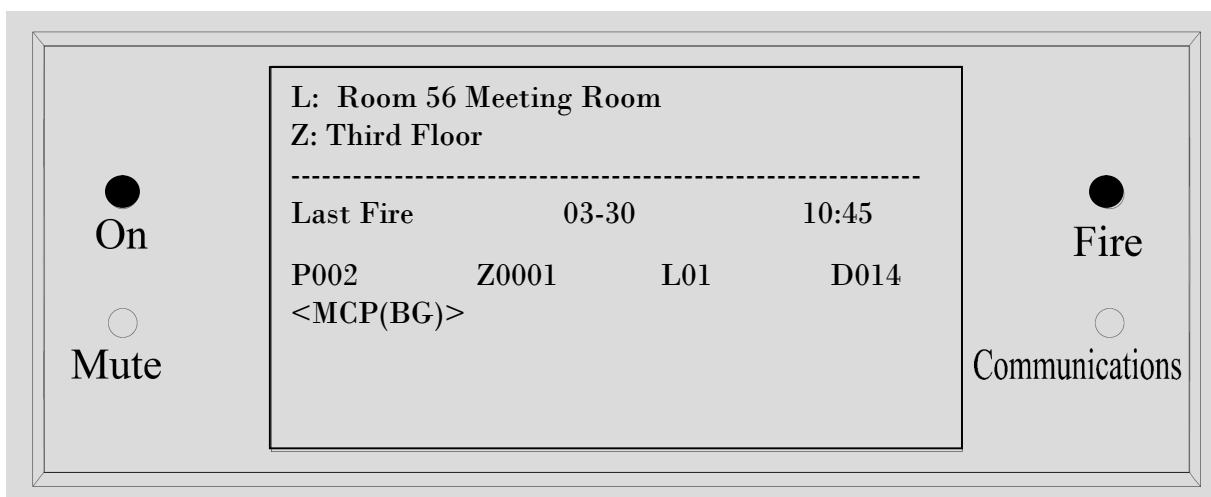 L: Room 56 Meeting Room
Z: Third Floor
------------------------------------------------------------
Last Fire 03-30 10:45
P002 Z0001 L01 D014
<MCP(BG)>
On
Mute
Fire
Communications